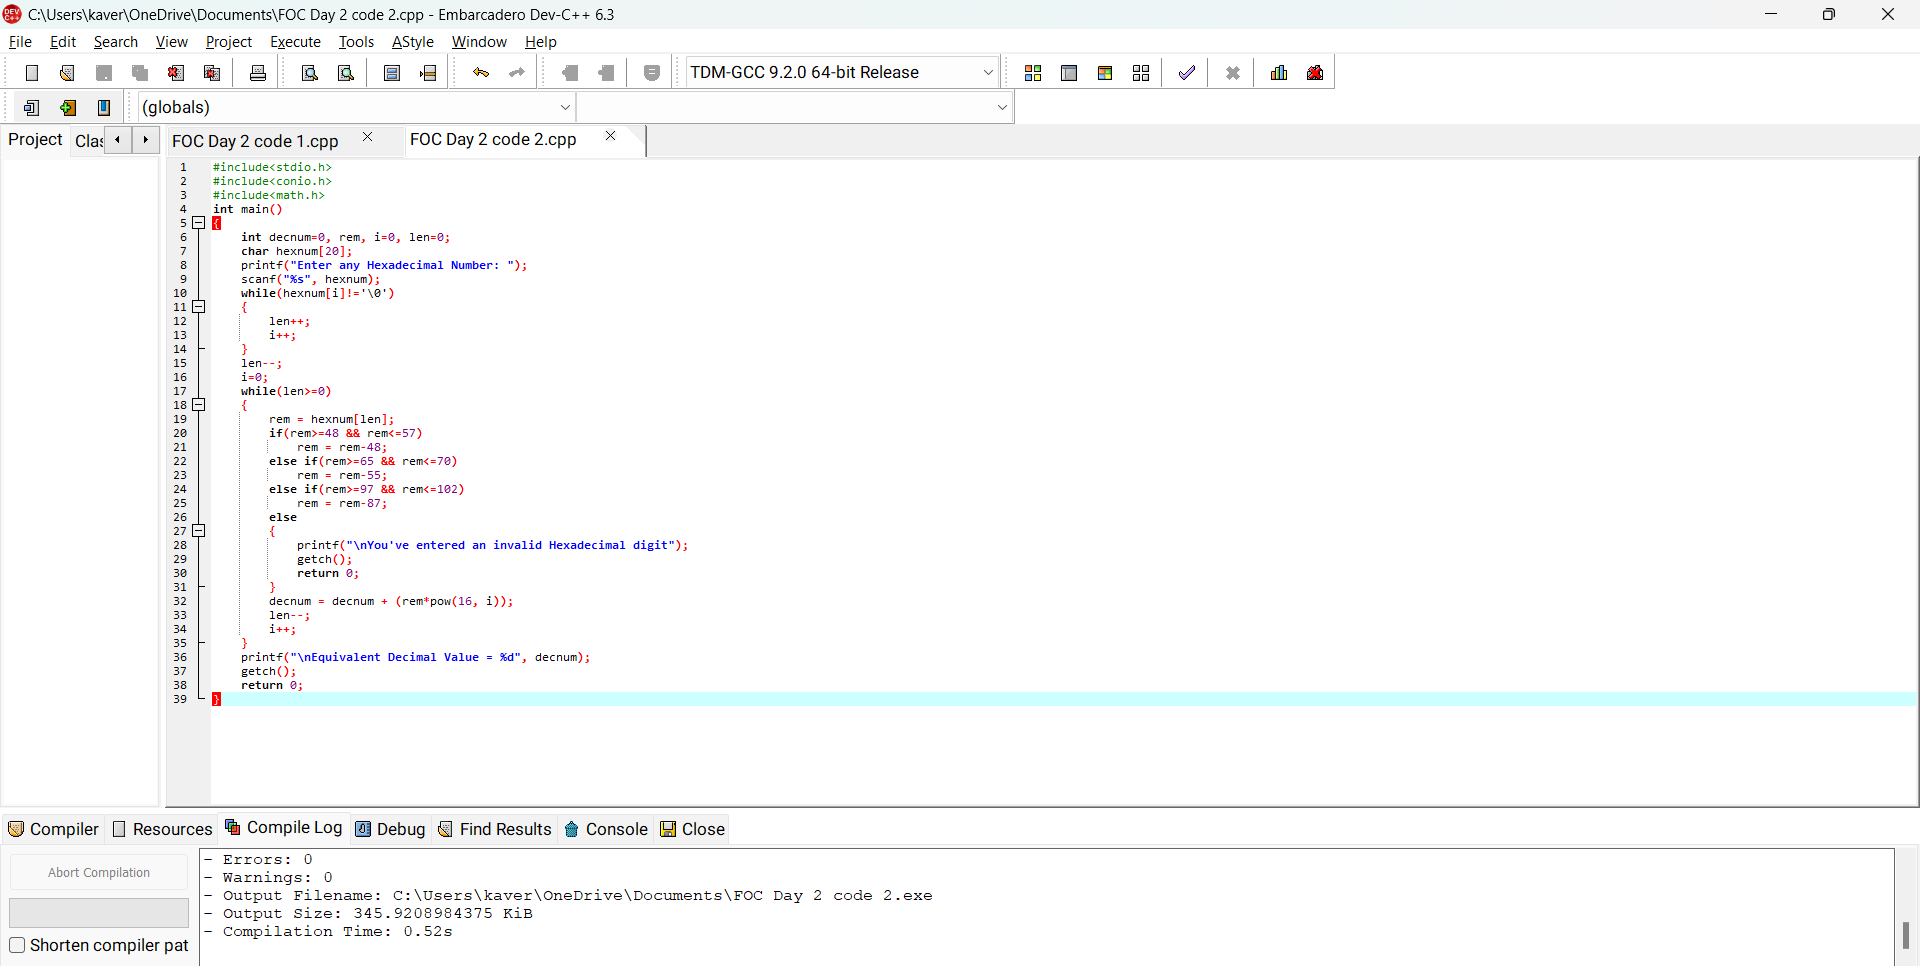 C:\Users\kaver\OneDrive\Documents\FOC Day 2 code 2.cpp - Embarcadero Dev-C++ 6.3
File Edit Search View Project Execute Tools AStyle Window Help
TDM-GCC 9.2.0 64-bit Release
(globals)
Project Clas FOC Day 2 code 1.cpp FOC Day 2 code 2.cpp
1 #include<stdio.h>
2 #include<conio.h>
3 #include<math.h>
4 int main()
5 {
6 int decnum=0, rem, i=0, len=0;
7 char hexnum[20];
8 printf("Enter any Hexadecimal Number: ");
9 scanf("%s", hexnum);
10 while(hexnum[i]!='\0')
11 {
12 len++;
13 i++;
14 }
15 len--;
16 i=0;
17 while(len>=0)
18 {
19 rem = hexnum[len];
20 if(rem>=48 && rem<=57)
21 rem = rem-48;
22 else if(rem>=65 && rem<=70)
23 rem = rem-55;
24 else if(rem>=97 && rem<=102)
25 rem = rem-87;
26 else
27 {
28 printf("\nYou've entered an invalid Hexadecimal digit");
29 getch();
30 return 0;
31 }
32 decnum = decnum + (rem*pow(16, i));
33 len--;
34 i++;
35 }
36 printf("\nEquivalent Decimal Value = %d", decnum);
37 getch();
38 return 0;
39 }
Compiler Resources Compile Log Debug Find Results Console Close
Abort Compilation
Shorten compiler pat
- Errors: 0
- Warnings: 0
- Output Filename: C:\Users\kaver\OneDrive\Documents\FOC Day 2 code 2.exe
- Output Size: 345.9208984375 KiB
- Compilation Time: 0.52s